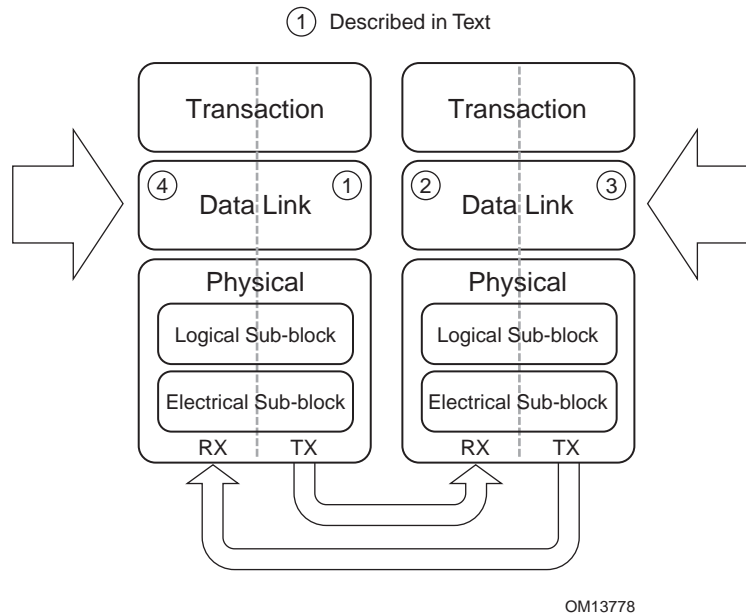 ① Described in Text
Transaction Transaction
④ ① ② ③
Data Link Data Link
Physical Physical
Logical Sub-block Logical Sub-block
Electrical Sub-block Electrical Sub-block
RX TX RX TX
OM13778